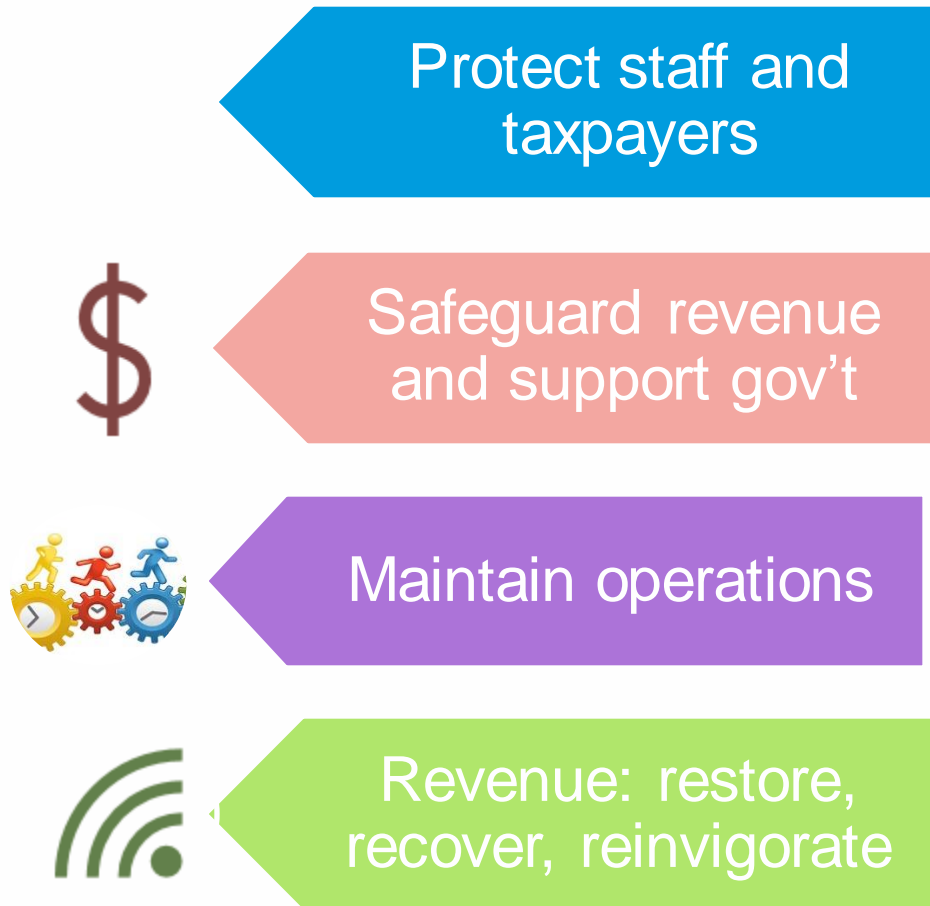 Protect staff and
taxpayers
Safeguard revenue
and support gov’t
Maintain operations
Revenue: restore,
recover, reinvigorate